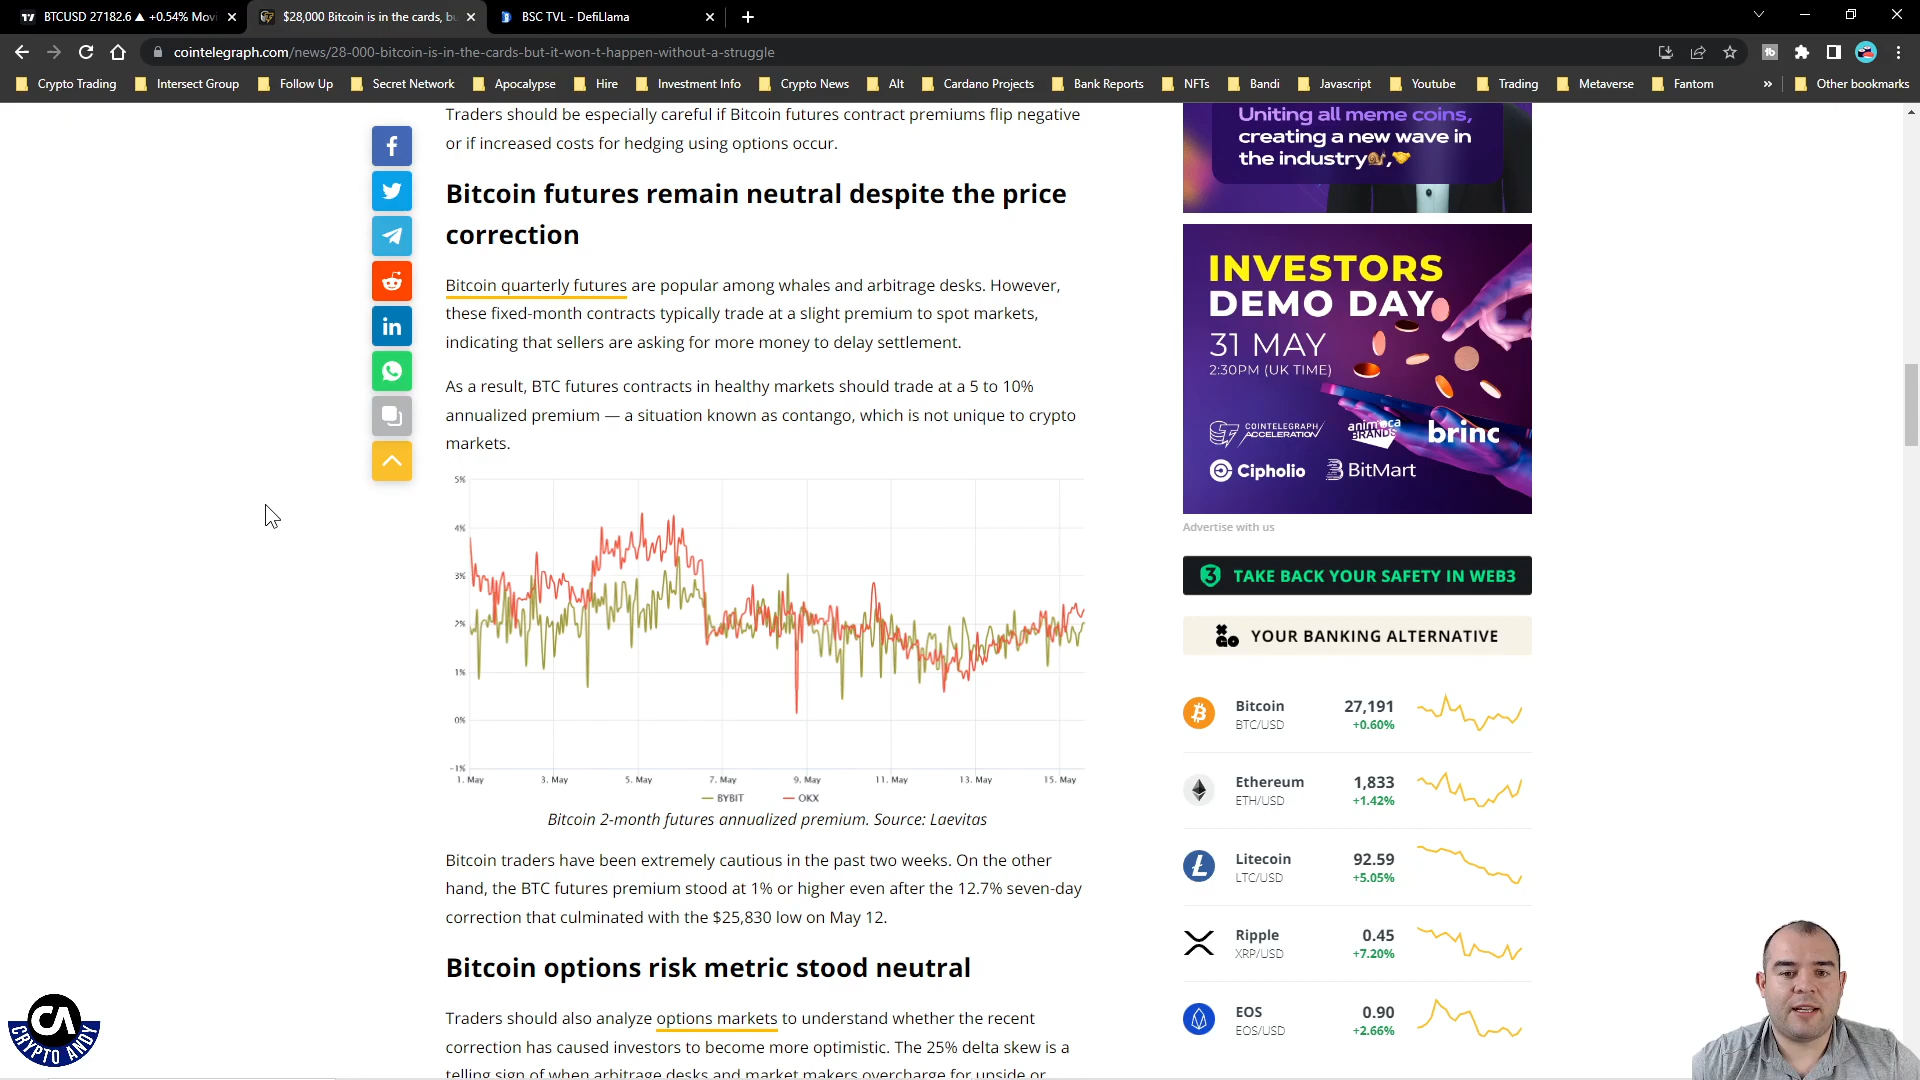 BTCUSD 27182.6 ▲ +0.54% Movi
$28,000 Bitcoin is in the cards, bu
BSC TVL - DefiLlama
cointelegraph.com/news/28-000-bitcoin-is-in-the-cards-but-it-won-t-happen-without-a-struggle
Crypto Trading
Intersect Group
Follow Up
Secret Network
Apocalypse
Hire
Investment Info
Crypto News
Alt
Cardano Projects
Bank Reports
NFTs
Bandi
Javascript
Youtube
Trading
Metaverse
Fantom
»
Other bookmarks
Traders should be especially careful if Bitcoin futures contract premiums flip negative
or if increased costs for hedging using options occur.
Bitcoin futures remain neutral despite the price
correction
Bitcoin quarterly futures are popular among whales and arbitrage desks. However,
these fixed-month contracts typically trade at a slight premium to spot markets,
indicating that sellers are asking for more money to delay settlement.
As a result, BTC futures contracts in healthy markets should trade at a 5 to 10%
annualized premium — a situation known as contango, which is not unique to crypto
markets.
5%
4%
3%
2%
1%
0%
-1%
1. May
3. May
5. May
7. May
9. May
11. May
13. May
15. May
BYBIT
OKX
Bitcoin 2-month futures annualized premium. Source: Laevitas
Bitcoin traders have been extremely cautious in the past two weeks. On the other
hand, the BTC futures premium stood at 1% or higher even after the 12.7% seven-day
correction that culminated with the $25,830 low on May 12.
Bitcoin options risk metric stood neutral
Traders should also analyze options markets to understand whether the recent
correction has caused investors to become more optimistic. The 25% delta skew is a
telling sign of when arbitrage desks and market makers overcharge for upside or
Uniting all meme coins,
creating a new wave in
the industry🐌,🤝
INVESTORS
DEMO DAY
31 MAY
2:30PM (UK TIME)
COINTELEGRAPH
ACCELERATION
animoca
BRANDS
brinc
Cipholio
BitMart
Advertise with us
TAKE BACK YOUR SAFETY IN WEB3
YOUR BANKING ALTERNATIVE
Bitcoin
BTC/USD
27,191
+0.60%
Ethereum
ETH/USD
1,833
+1.42%
Litecoin
LTC/USD
92.59
+5.05%
Ripple
XRP/USD
0.45
+7.20%
EOS
EOS/USD
0.90
+2.66%
CA
CRYPTO ANDY